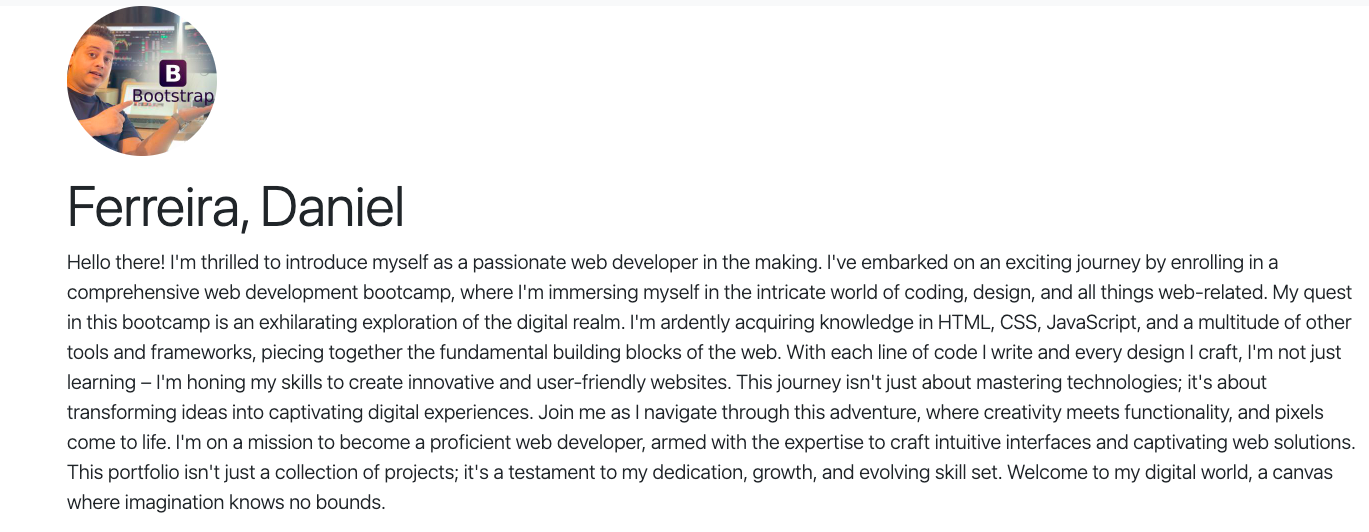 B
Bootstrap
Ferreira, Daniel
Hello there! I'm thrilled to introduce myself as a passionate web developer in the making. I've embarked on an exciting journey by enrolling in a
comprehensive web development bootcamp, where I'm immersing myself in the intricate world of coding, design, and all things web-related. My quest
in this bootcamp is an exhilarating exploration of the digital realm. I'm ardently acquiring knowledge in HTML, CSS, JavaScript, and a multitude of other
tools and frameworks, piecing together the fundamental building blocks of the web. With each line of code I write and every design I craft, I'm not just
learning – I'm honing my skills to create innovative and user-friendly websites. This journey isn't just about mastering technologies; it's about
transforming ideas into captivating digital experiences. Join me as I navigate through this adventure, where creativity meets functionality, and pixels
come to life. I'm on a mission to become a proficient web developer, armed with the expertise to craft intuitive interfaces and captivating web solutions.
This portfolio isn't just a collection of projects; it's a testament to my dedication, growth, and evolving skill set. Welcome to my digital world, a canvas
where imagination knows no bounds.